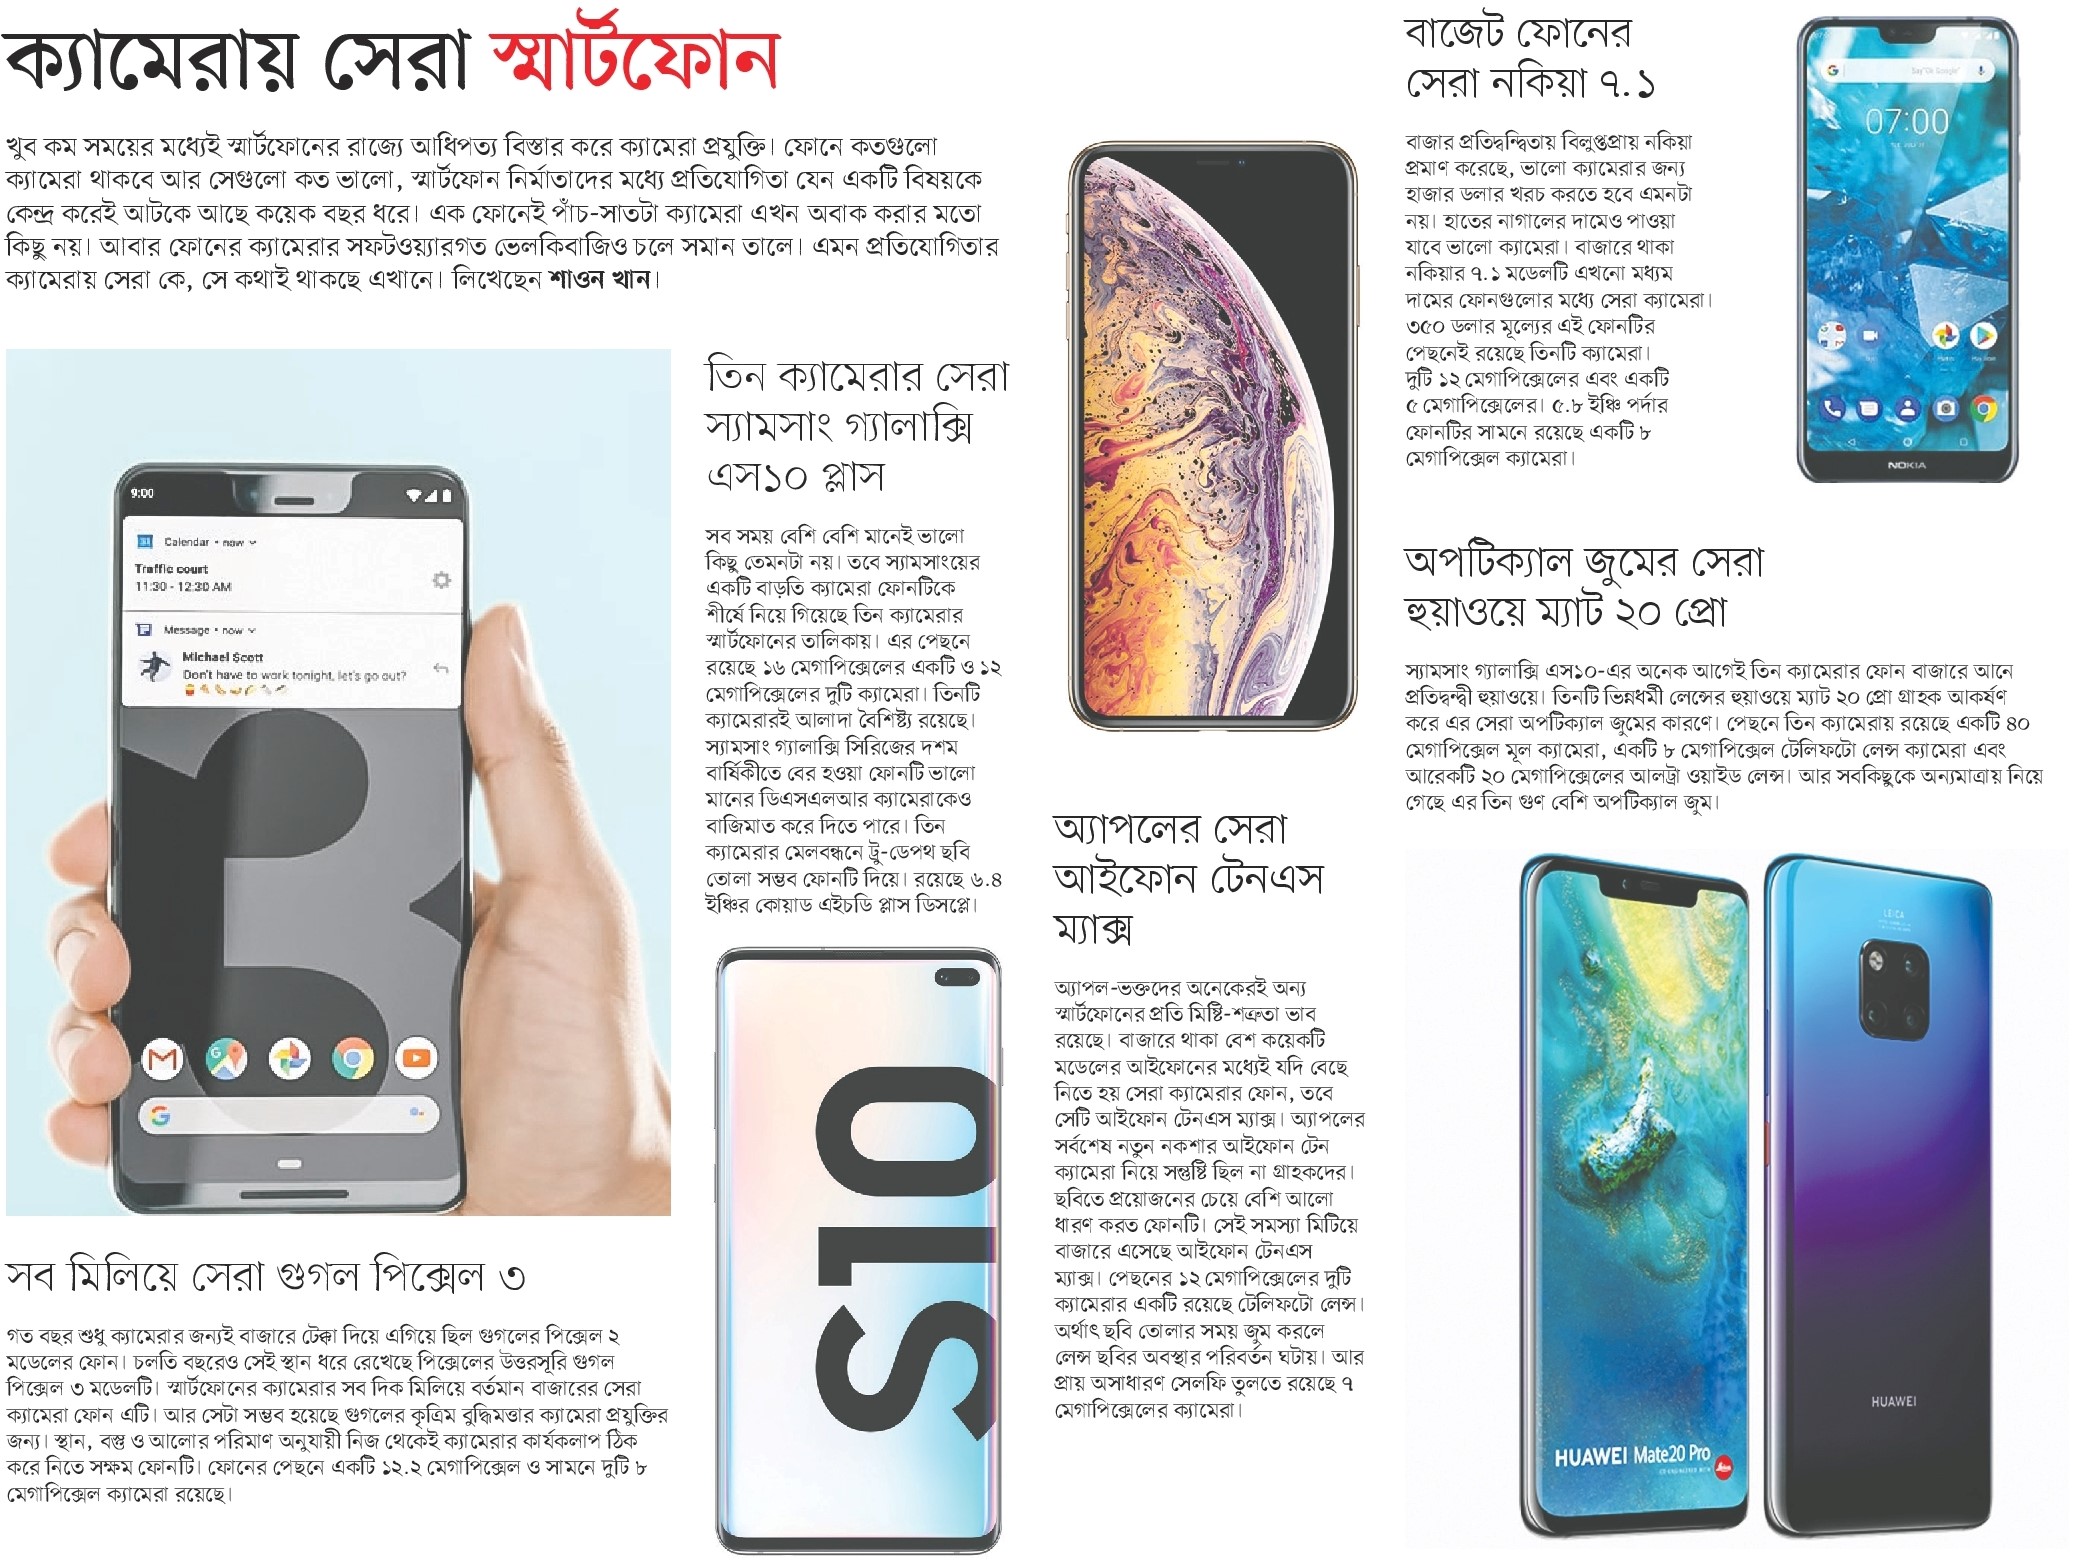 ক্যামেরায় সেরা স্মার্টফোন
খুব কম সময়ের মধ্যেই স্মার্টফোনের রাজ্যে আধিপত্য বিস্তার করে ক্যামেরা প্রযুক্তি। ফোনে কতগুলো
ক্যামেরা থাকবে আর সেগুলো কত ভালো, স্মার্টফোন নির্মাতাদের মধ্যে প্রতিযোগিতা যেন একটি বিষয়কে
কেন্দ্র করেই আটকে আছে কয়েক বছর ধরে। এক ফোনেই পাঁচ-সাতটা ক্যামেরা এখন অবাক করার মতো
কিছু নয়। আবার ফোনের ক্যামেরার সফটওয়্যারগত ভেলকিবাজিও চলে সমান তালে। এমন প্রতিযোগিতার
ক্যামেরায় সেরা কে, সে কথাই থাকছে এখানে। লিখেছেন শাওন খান।
9:00
Calendar • now
Traffic court
11:30 - 12:30 AM
Message • now
Michael Scott
Don't have to work tonight, let's go out?
সব মিলিয়ে সেরা গুগল পিক্সেল ৩
গত বছর শুধু ক্যামেরার জন্যই বাজারে টেক্কা দিয়ে এগিয়ে ছিল গুগলের পিক্সেল ২
মডেলের ফোন। চলতি বছরেও সেই স্থান ধরে রেখেছে পিক্সেলের উত্তরসূরি গুগল
পিক্সেল ৩ মডেলটি। স্মার্টফোনের ক্যামেরার সব দিক মিলিয়ে বর্তমান বাজারের সেরা
ক্যামেরা ফোন এটি। আর সেটা সম্ভব হয়েছে গুগলের কৃত্রিম বুদ্ধিমত্তার ক্যামেরা প্রযুক্তির
জন্য। স্থান, বস্তু ও আলোর পরিমাণ অনুযায়ী নিজ থেকেই ক্যামেরার কার্যকলাপ ঠিক
করে নিতে সক্ষম ফোনটি। ফোনের পেছনে একটি ১২.২ মেগাপিক্সেল ও সামনে দুটি ৮
মেগাপিক্সেল ক্যামেরা রয়েছে।
তিন ক্যামেরার সেরা
স্যামসাং গ্যালাক্সি
এস১০ প্লাস
সব সময় বেশি বেশি মানেই ভালো
কিছু তেমনটা নয়। তবে স্যামসাংয়ের
একটি বাড়তি ক্যামেরা ফোনটিকে
শীর্ষে নিয়ে গিয়েছে তিন ক্যামেরার
স্মার্টফোনের তালিকায়। এর পেছনে
রয়েছে ১৬ মেগাপিক্সেলের একটি ও ১২
মেগাপিক্সেলের দুটি ক্যামেরা। তিনটি
ক্যামেরারই আলাদা বৈশিষ্ট্য রয়েছে।
স্যামসাং গ্যালাক্সি সিরিজের দশম
বার্ষিকীতে বের হওয়া ফোনটি ভালো
মানের ডিএসএলআর ক্যামেরাকেও
বাজিমাত করে দিতে পারে। তিন
ক্যামেরার মেলবন্ধনে ট্রু-ডেপথ ছবি
তোলা সম্ভব ফোনটি দিয়ে। রয়েছে ৬.৪
ইঞ্চির কোয়াড এইচডি প্লাস ডিসপ্লে।
S10
অ্যাপলের সেরা
আইফোন টেনএস
ম্যাক্স
অ্যাপল-ভক্তদের অনেকেরই অন্য
স্মার্টফোনের প্রতি মিষ্টি-শত্রুতা ভাব
রয়েছে। বাজারে থাকা বেশ কয়েকটি
মডেলের আইফোনের মধ্যেই যদি বেছে
নিতে হয় সেরা ক্যামেরার ফোন, তবে
সেটি আইফোন টেনএস ম্যাক্স। অ্যাপলের
সর্বশেষ নতুন নকশার আইফোন টেন
ক্যামেরা নিয়ে সন্তুষ্টি ছিল না গ্রাহকদের।
ছবিতে প্রয়োজনের চেয়ে বেশি আলো
ধারণ করত ফোনটি। সেই সমস্যা মিটিয়ে
বাজারে এসেছে আইফোন টেনএস
ম্যাক্স। পেছনের ১২ মেগাপিক্সেলের দুটি
ক্যামেরার একটি রয়েছে টেলিফটো লেন্স।
অর্থাৎ ছবি তোলার সময় জুম করলে
লেন্স ছবির অবস্থার পরিবর্তন ঘটায়। আর
প্রায় অসাধারণ সেলফি তুলতে রয়েছে ৭
মেগাপিক্সেলের ক্যামেরা।
বাজেট ফোনের
সেরা নকিয়া ৭.১
বাজার প্রতিদ্বন্দ্বিতায় বিলুপ্তপ্রায় নকিয়া
প্রমাণ করেছে, ভালো ক্যামেরার জন্য
হাজার ডলার খরচ করতে হবে এমনটা
নয়। হাতের নাগালের দামেও পাওয়া
যাবে ভালো ক্যামেরা। বাজারে থাকা
নকিয়ার ৭.১ মডেলটি এখনো মধ্যম
দামের ফোনগুলোর মধ্যে সেরা ক্যামেরা।
৩৫০ ডলার মূল্যের এই ফোনটির
পেছনেই রয়েছে তিনটি ক্যামেরা।
দুটি ১২ মেগাপিক্সেলের এবং একটি
৫ মেগাপিক্সেলের। ৫.৮ ইঞ্চি পর্দার
ফোনটির সামনে রয়েছে একটি ৮
মেগাপিক্সেল ক্যামেরা।
Say "Ok Google"
07:00
NOKIA
অপটিক্যাল জুমের সেরা
হুয়াওয়ে ম্যাট ২০ প্রো
স্যামসাং গ্যালাক্সি এস১০-এর অনেক আগেই তিন ক্যামেরার ফোন বাজারে আনে
প্রতিদ্বন্দ্বী হুয়াওয়ে। তিনটি ভিন্নধর্মী লেন্সের হুয়াওয়ে ম্যাট ২০ প্রো গ্রাহক আকর্ষণ
করে এর সেরা অপটিক্যাল জুমের কারণে। পেছনে তিন ক্যামেরায় রয়েছে একটি ৪০
মেগাপিক্সেল মূল ক্যামেরা, একটি ৮ মেগাপিক্সেল টেলিফটো লেন্স ক্যামেরা এবং
আরেকটি ২০ মেগাপিক্সেলের আলট্রা ওয়াইড লেন্স। আর সবকিছুকে অন্যমাত্রায় নিয়ে
গেছে এর তিন গুণ বেশি অপটিক্যাল জুম।
LEICA
HUAWEI
HUAWEI Mate20 Pro